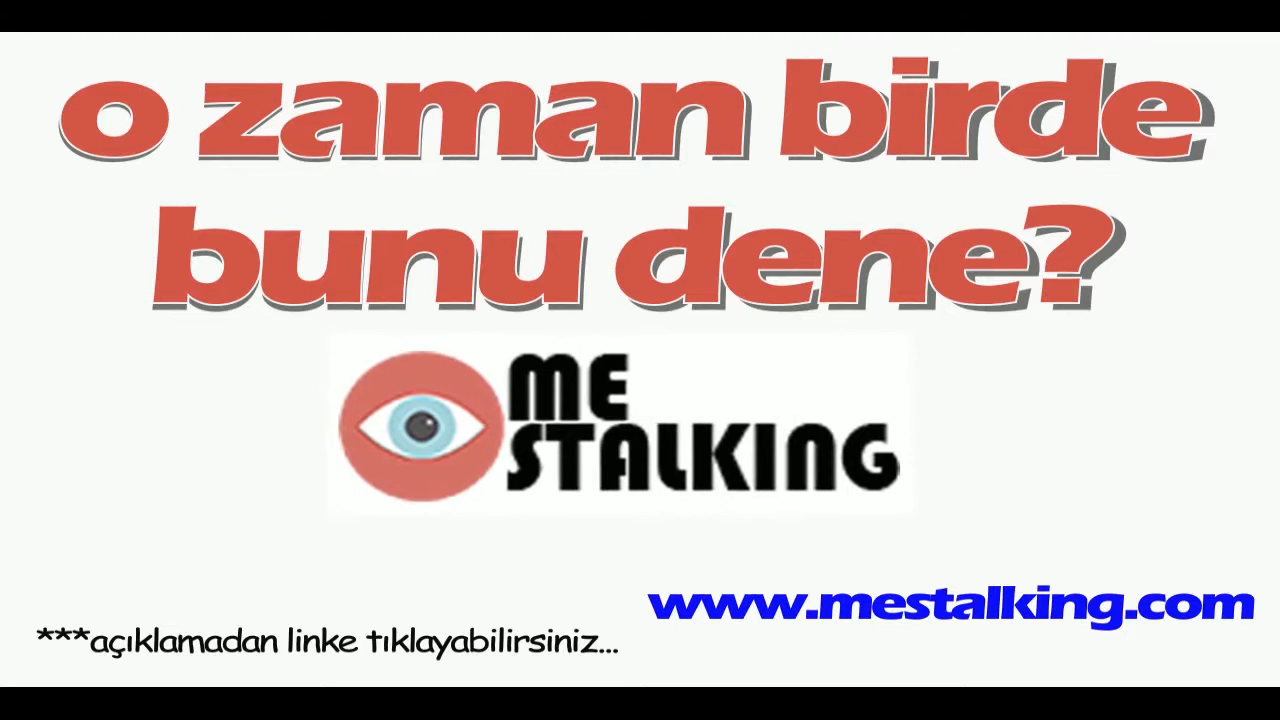 o zaman birde
bunu dene?
ME
STALKING
www.mestalking.com
***açıklamadan linke tıklayabilirsiniz...